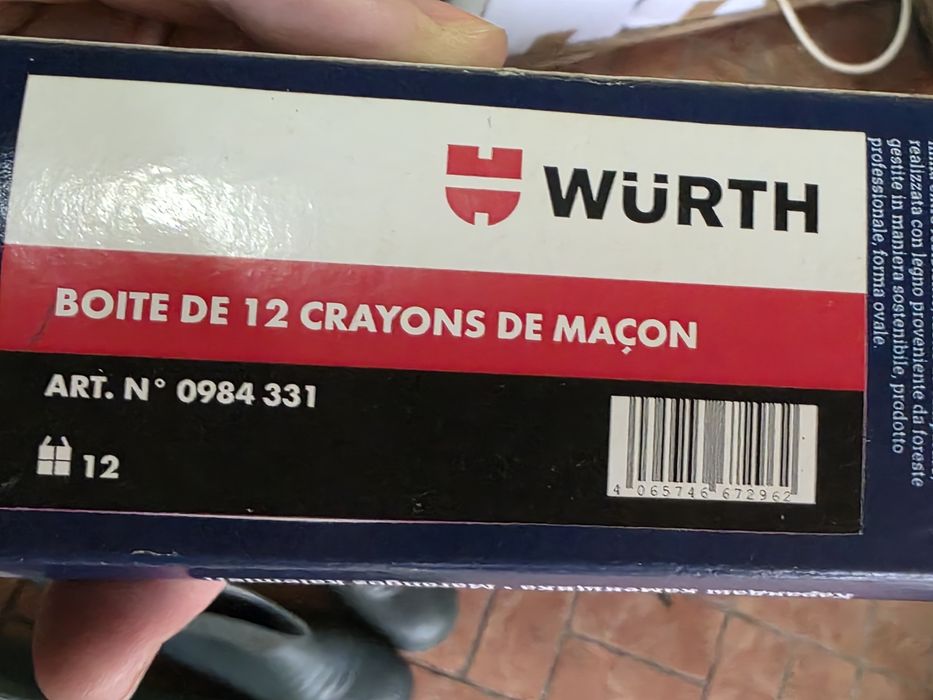 WÜRTH
BOITE DE 12 CRAYONS DE MAÇON
ART. N° 0984 331
12
4 065746 672962
realizzata con legno proveniente da foreste
gestite in maniera sostenibile, prodotto
professionale, forma ovale.